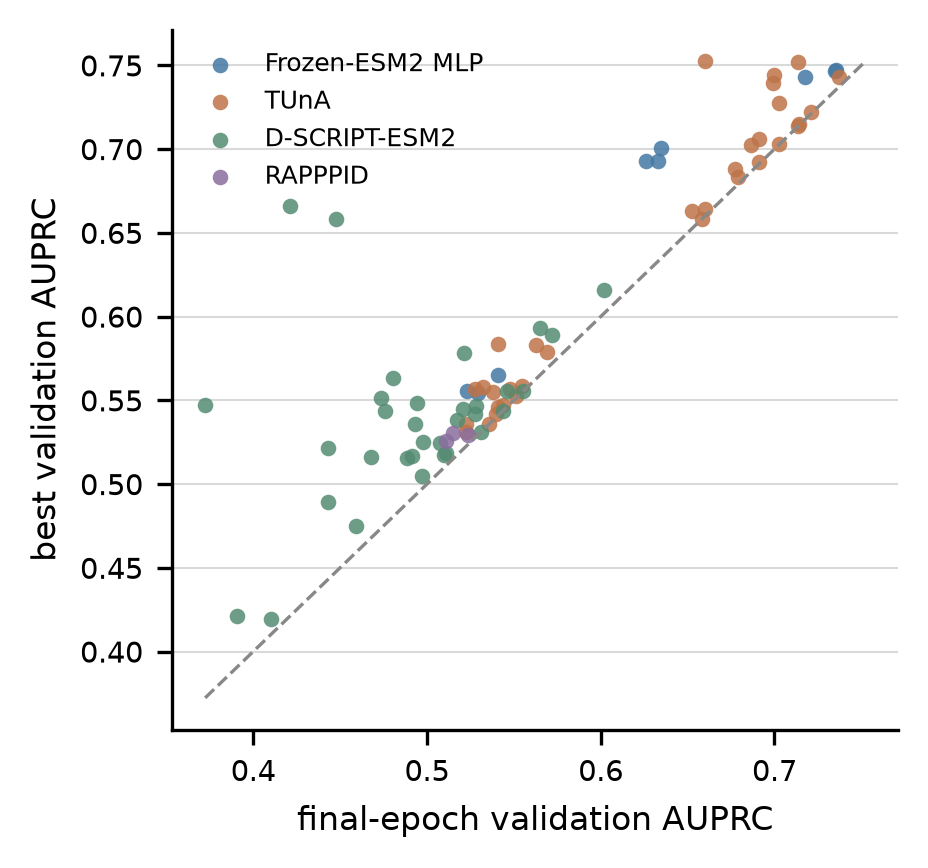 Frozen-ESM2 MLP
TUnA
D-SCRIPT-ESM2
RAPPPID
best validation AUPRC
0.75
0.70
0.65
0.60
0.55
0.50
0.45
0.40
0.4 0.5 0.6 0.7
final-epoch validation AUPRC